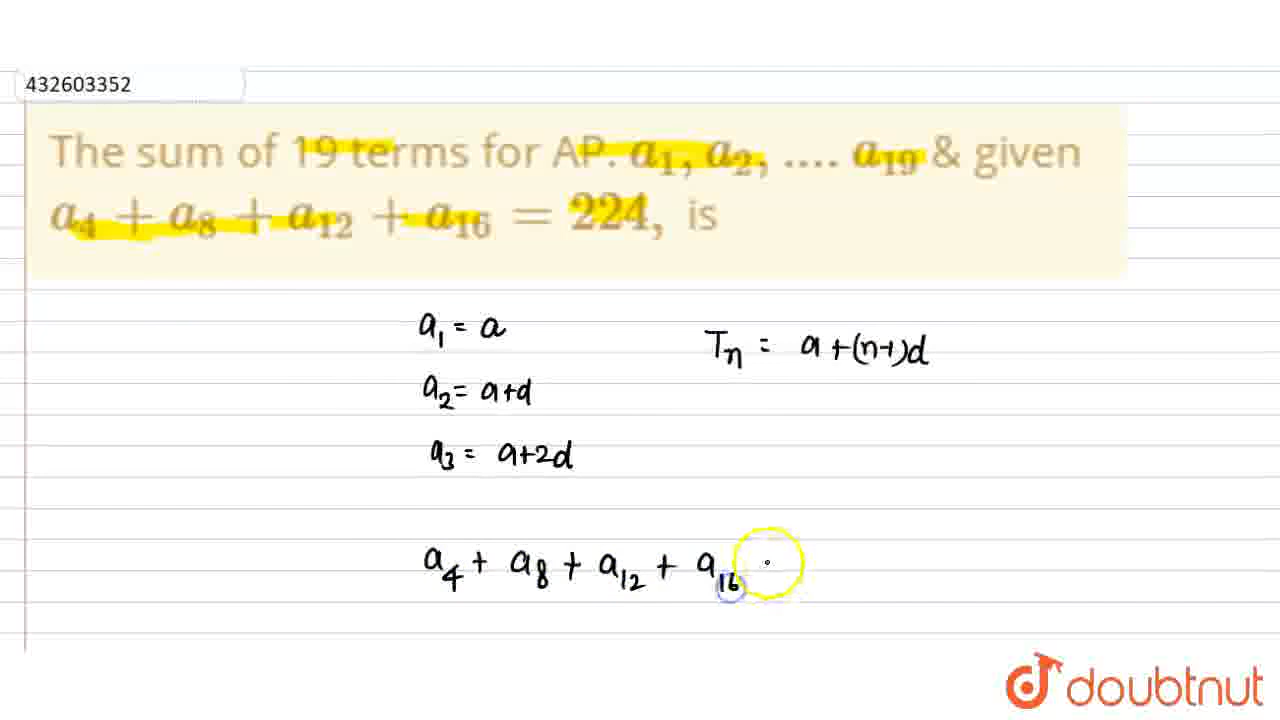 432603352
The sum of 19 terms for AP. a₁, a₂, .... a₁₉ & given
a₄ + a₈ + a₁₂ + a₁₆ = 224, is
a₁ = a
Tₙ = a+(n-1)d
a₂ = a+d
a₃ = a+2d
a₄ + a₈ + a₁₂ + a₁₆
doubtnut